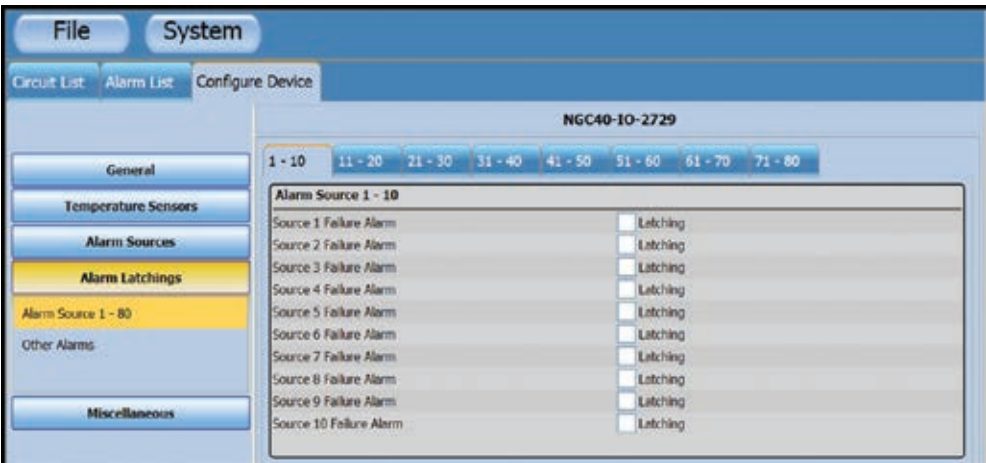 File System
Circuit List Alarm List Configure Device
NGC40-IO-2729
General
Temperature Sensors
Alarm Sources
Alarm Latchings
Alarm Source 1 - 80
Other Alarms
Miscellaneous
1 - 10 11 - 20 21 - 30 31 - 40 41 - 50 51 - 60 61 - 70 71 - 80
Alarm Source 1 - 10
Source 1 Failure Alarm Latching
Source 2 Failure Alarm Latching
Source 3 Failure Alarm Latching
Source 4 Failure Alarm Latching
Source 5 Failure Alarm Latching
Source 6 Failure Alarm Latching
Source 7 Failure Alarm Latching
Source 8 Failure Alarm Latching
Source 9 Failure Alarm Latching
Source 10 Failure Alarm Latching